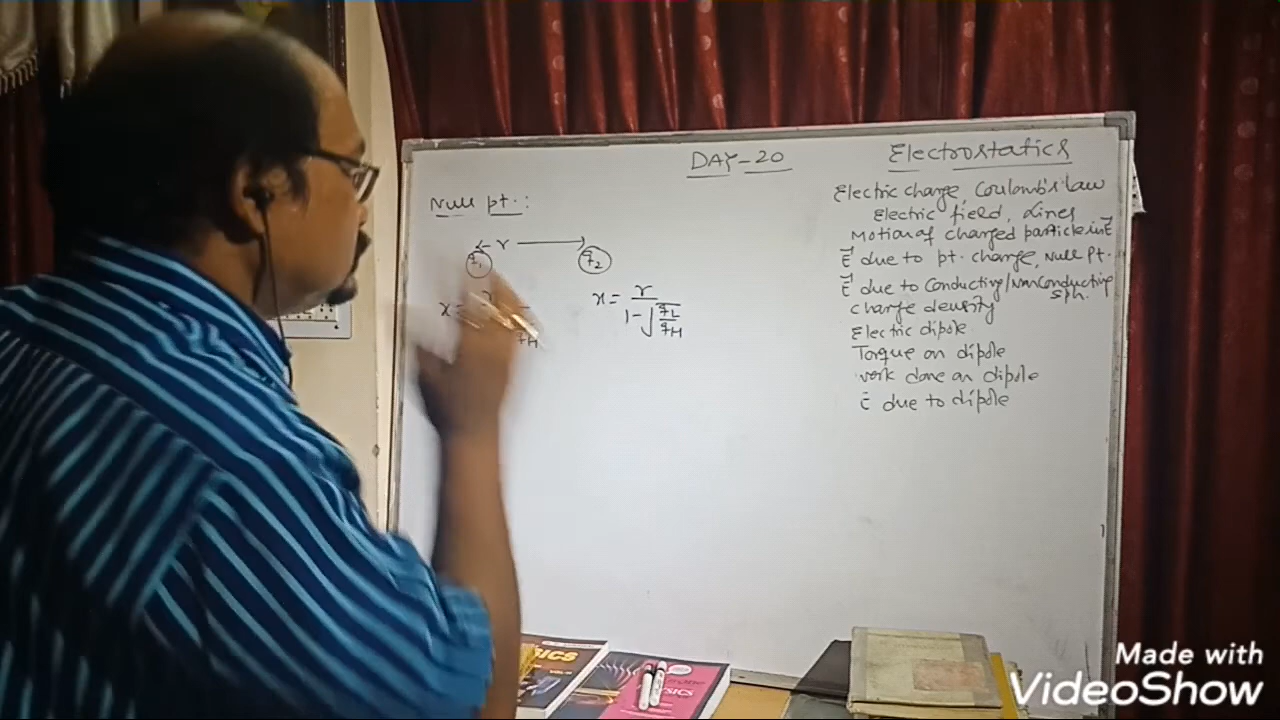 DAY-20
Electrostatics
Null pt.:
← r →
q₁ q₂
x =
x = r / 1-√(qL/qH)
Electric charge, Coulomb's Law
Electric field, Lines
Motion of charged particle in E⃗
E⃗ due to pt. charge, Null Pt.
E⃗ due to Conducting/NonConducting
Sph.
charge density
Electric dipole
Torque on dipole
work done on dipole
E due to dipole
SICS
Made with
VideoShow